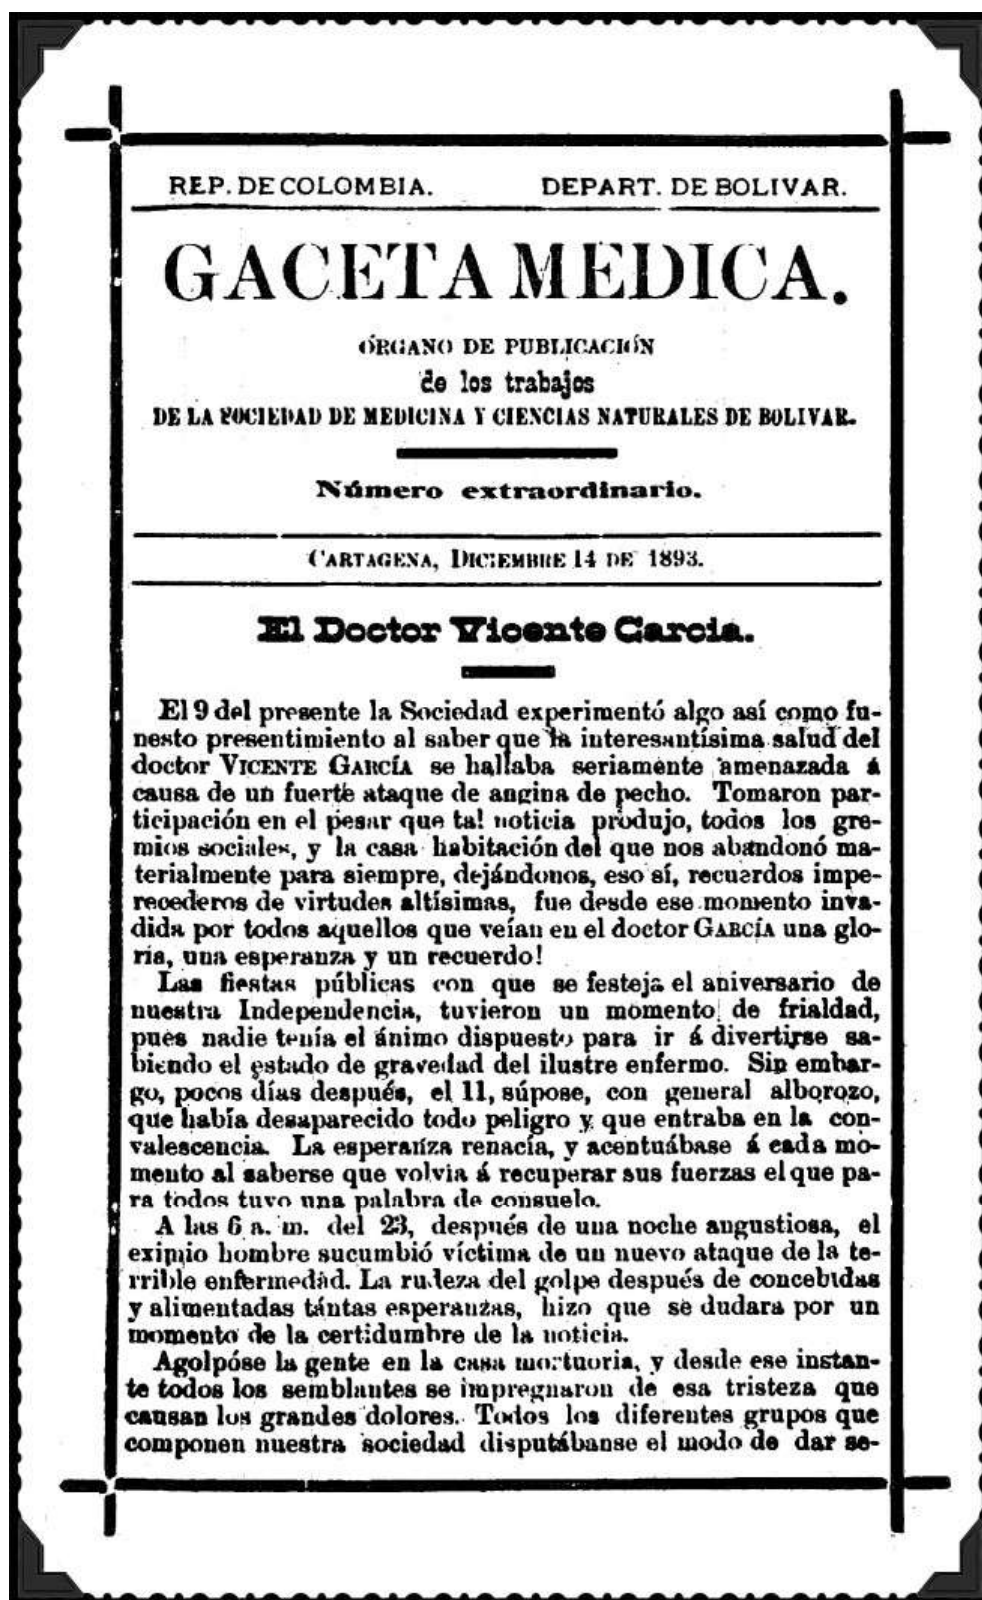 REP. DE COLOMBIA. DEPART. DE BOLIVAR.
GACETA MEDICA.
ÓRGANO DE PUBLICACIÓN
de los trabajos
DE LA SOCIEDAD DE MEDICINA Y CIENCIAS NATURALES DE BOLIVAR.
Número extraordinario.
CARTAGENA, DICIEMBRE 14 DE 1893.
El Doctor Vicente Garcia.
El 9 del presente la Sociedad experimentó algo así como fu-
nesto presentimiento al saber que la interesantísima salud del
doctor VICENTE GARCÍA se hallaba seriamente amenazada á
causa de un fuerte ataque de angina de pecho. Tomaron par-
ticipación en el pesar que tal noticia produjo, todos los gre-
mios sociales, y la casa habitación del que nos abandonó ma-
terialmente para siempre, dejándonos, eso sí, recuerdos impe-
recederos de virtudes altísimas, fue desde ese momento inva-
dida por todos aquellos que veían en el doctor GARCÍA una glo-
ria, una esperanza y un recuerdo!
Las fiestas públicas con que se festeja el aniversario de
nuestra Independencia, tuvieron un momento de frialdad,
pues nadie tenía el ánimo dispuesto para ir á divertirse sa-
biendo el estado de gravedad del ilustre enfermo. Sin embar-
go, pocos días después, el 11, súpose, con general alborozo,
que había desaparecido todo peligro y que entraba en la con-
valescencia. La esperanza renacía, y acentuábase á cada mo-
mento al saberse que volvia á recuperar sus fuerzas el que pa-
ra todos tuvo una palabra de consuelo.
A las 6 a. m. del 23, después de una noche angustiosa, el
eximio hombre sucumbió víctima de un nuevo ataque de la te-
rrible enfermedad. La rudeza del golpe después de concebidas
y alimentadas tántas esperanzas, hizo que se dudara por un
momento de la certidumbre de la noticia.
Agolpóse la gente en la casa mortuoria, y desde ese instan-
te todos los semblantes se impregnaron de esa tristeza que
causan los grandes dolores. Todos los diferentes grupos que
componen nuestra sociedad disputábanse el modo de dar se-